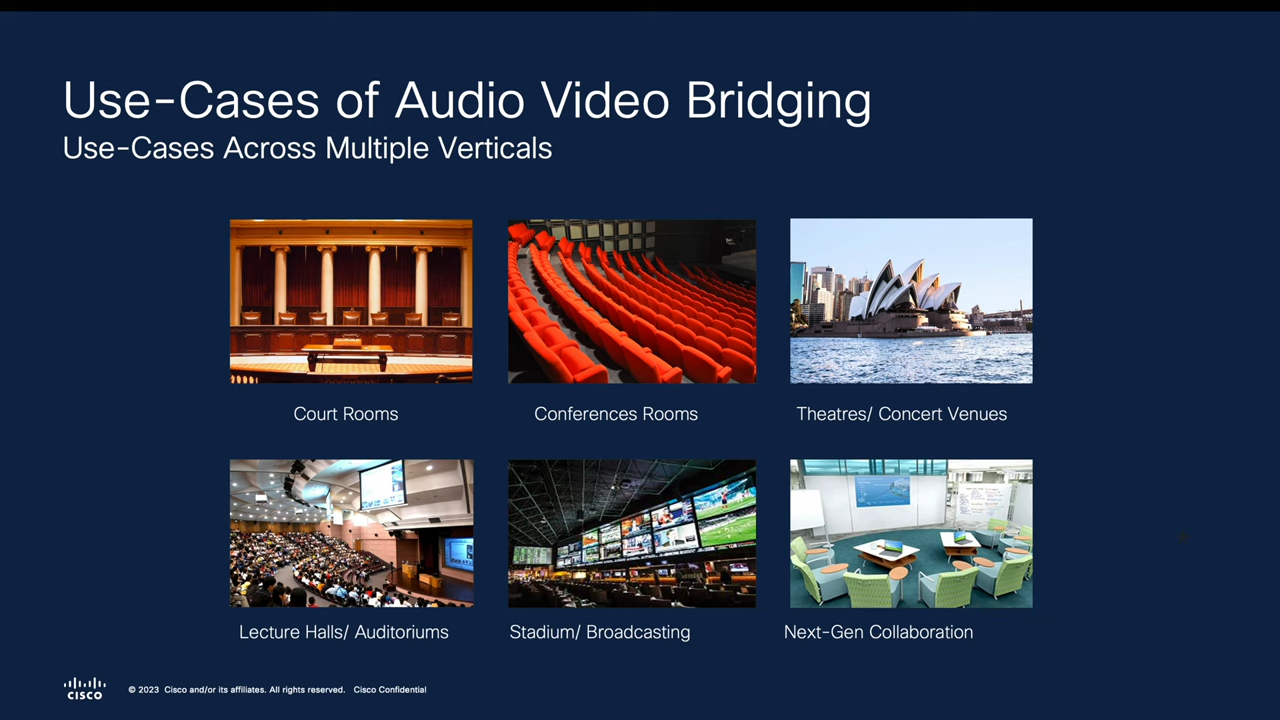 Use-Cases of Audio Video Bridging
Use-Cases Across Multiple Verticals
Court Rooms
Conferences Rooms
Theatres/ Concert Venues
Lecture Halls/ Auditoriums
Stadium/ Broadcasting
Next-Gen Collaboration
CISCO
© 2023 Cisco and/or its affiliates. All rights reserved. Cisco Confidential